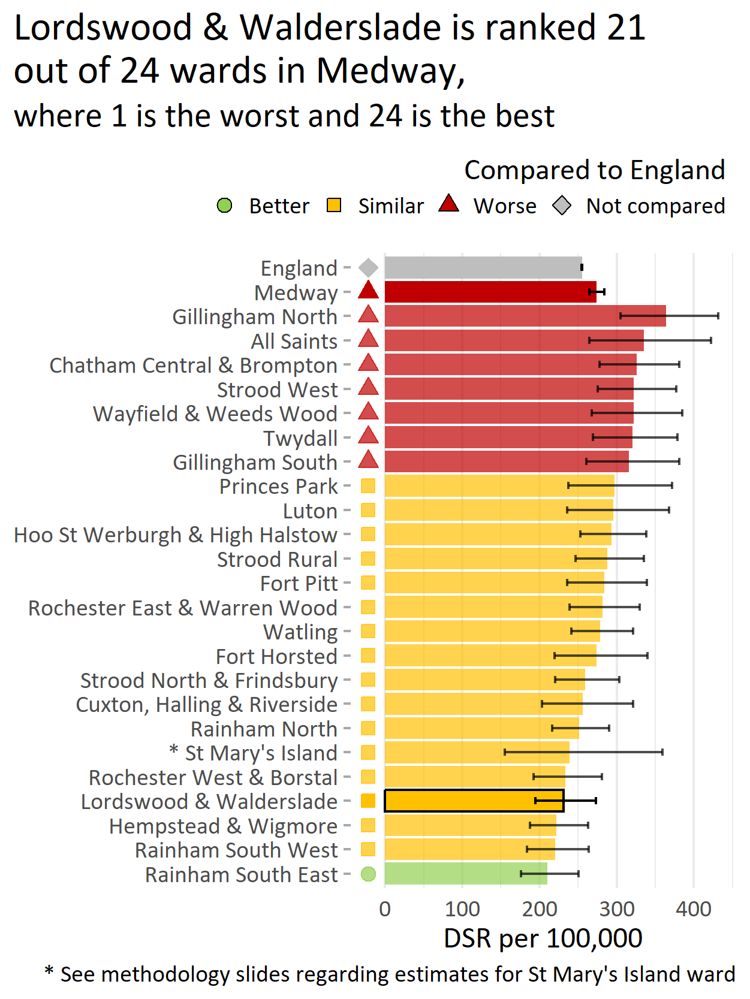 Lordswood & Walderslade is ranked 21
out of 24 wards in Medway,
where 1 is the worst and 24 is the best
Compared to England
Better Similar Worse Not compared
England
Medway
Gillingham North
All Saints
Chatham Central & Brompton
Strood West
Wayfield & Weeds Wood
Twydall
Gillingham South
Princes Park
Luton
Hoo St Werburgh & High Halstow
Strood Rural
Fort Pitt
Rochester East & Warren Wood
Watling
Fort Horsted
Strood North & Frindsbury
Cuxton, Halling & Riverside
Rainham North
* St Mary's Island
Rochester West & Borstal
Lordswood & Walderslade
Hempstead & Wigmore
Rainham South West
Rainham South East
0 100 200 300 400
DSR per 100,000
* See methodology slides regarding estimates for St Mary's Island ward